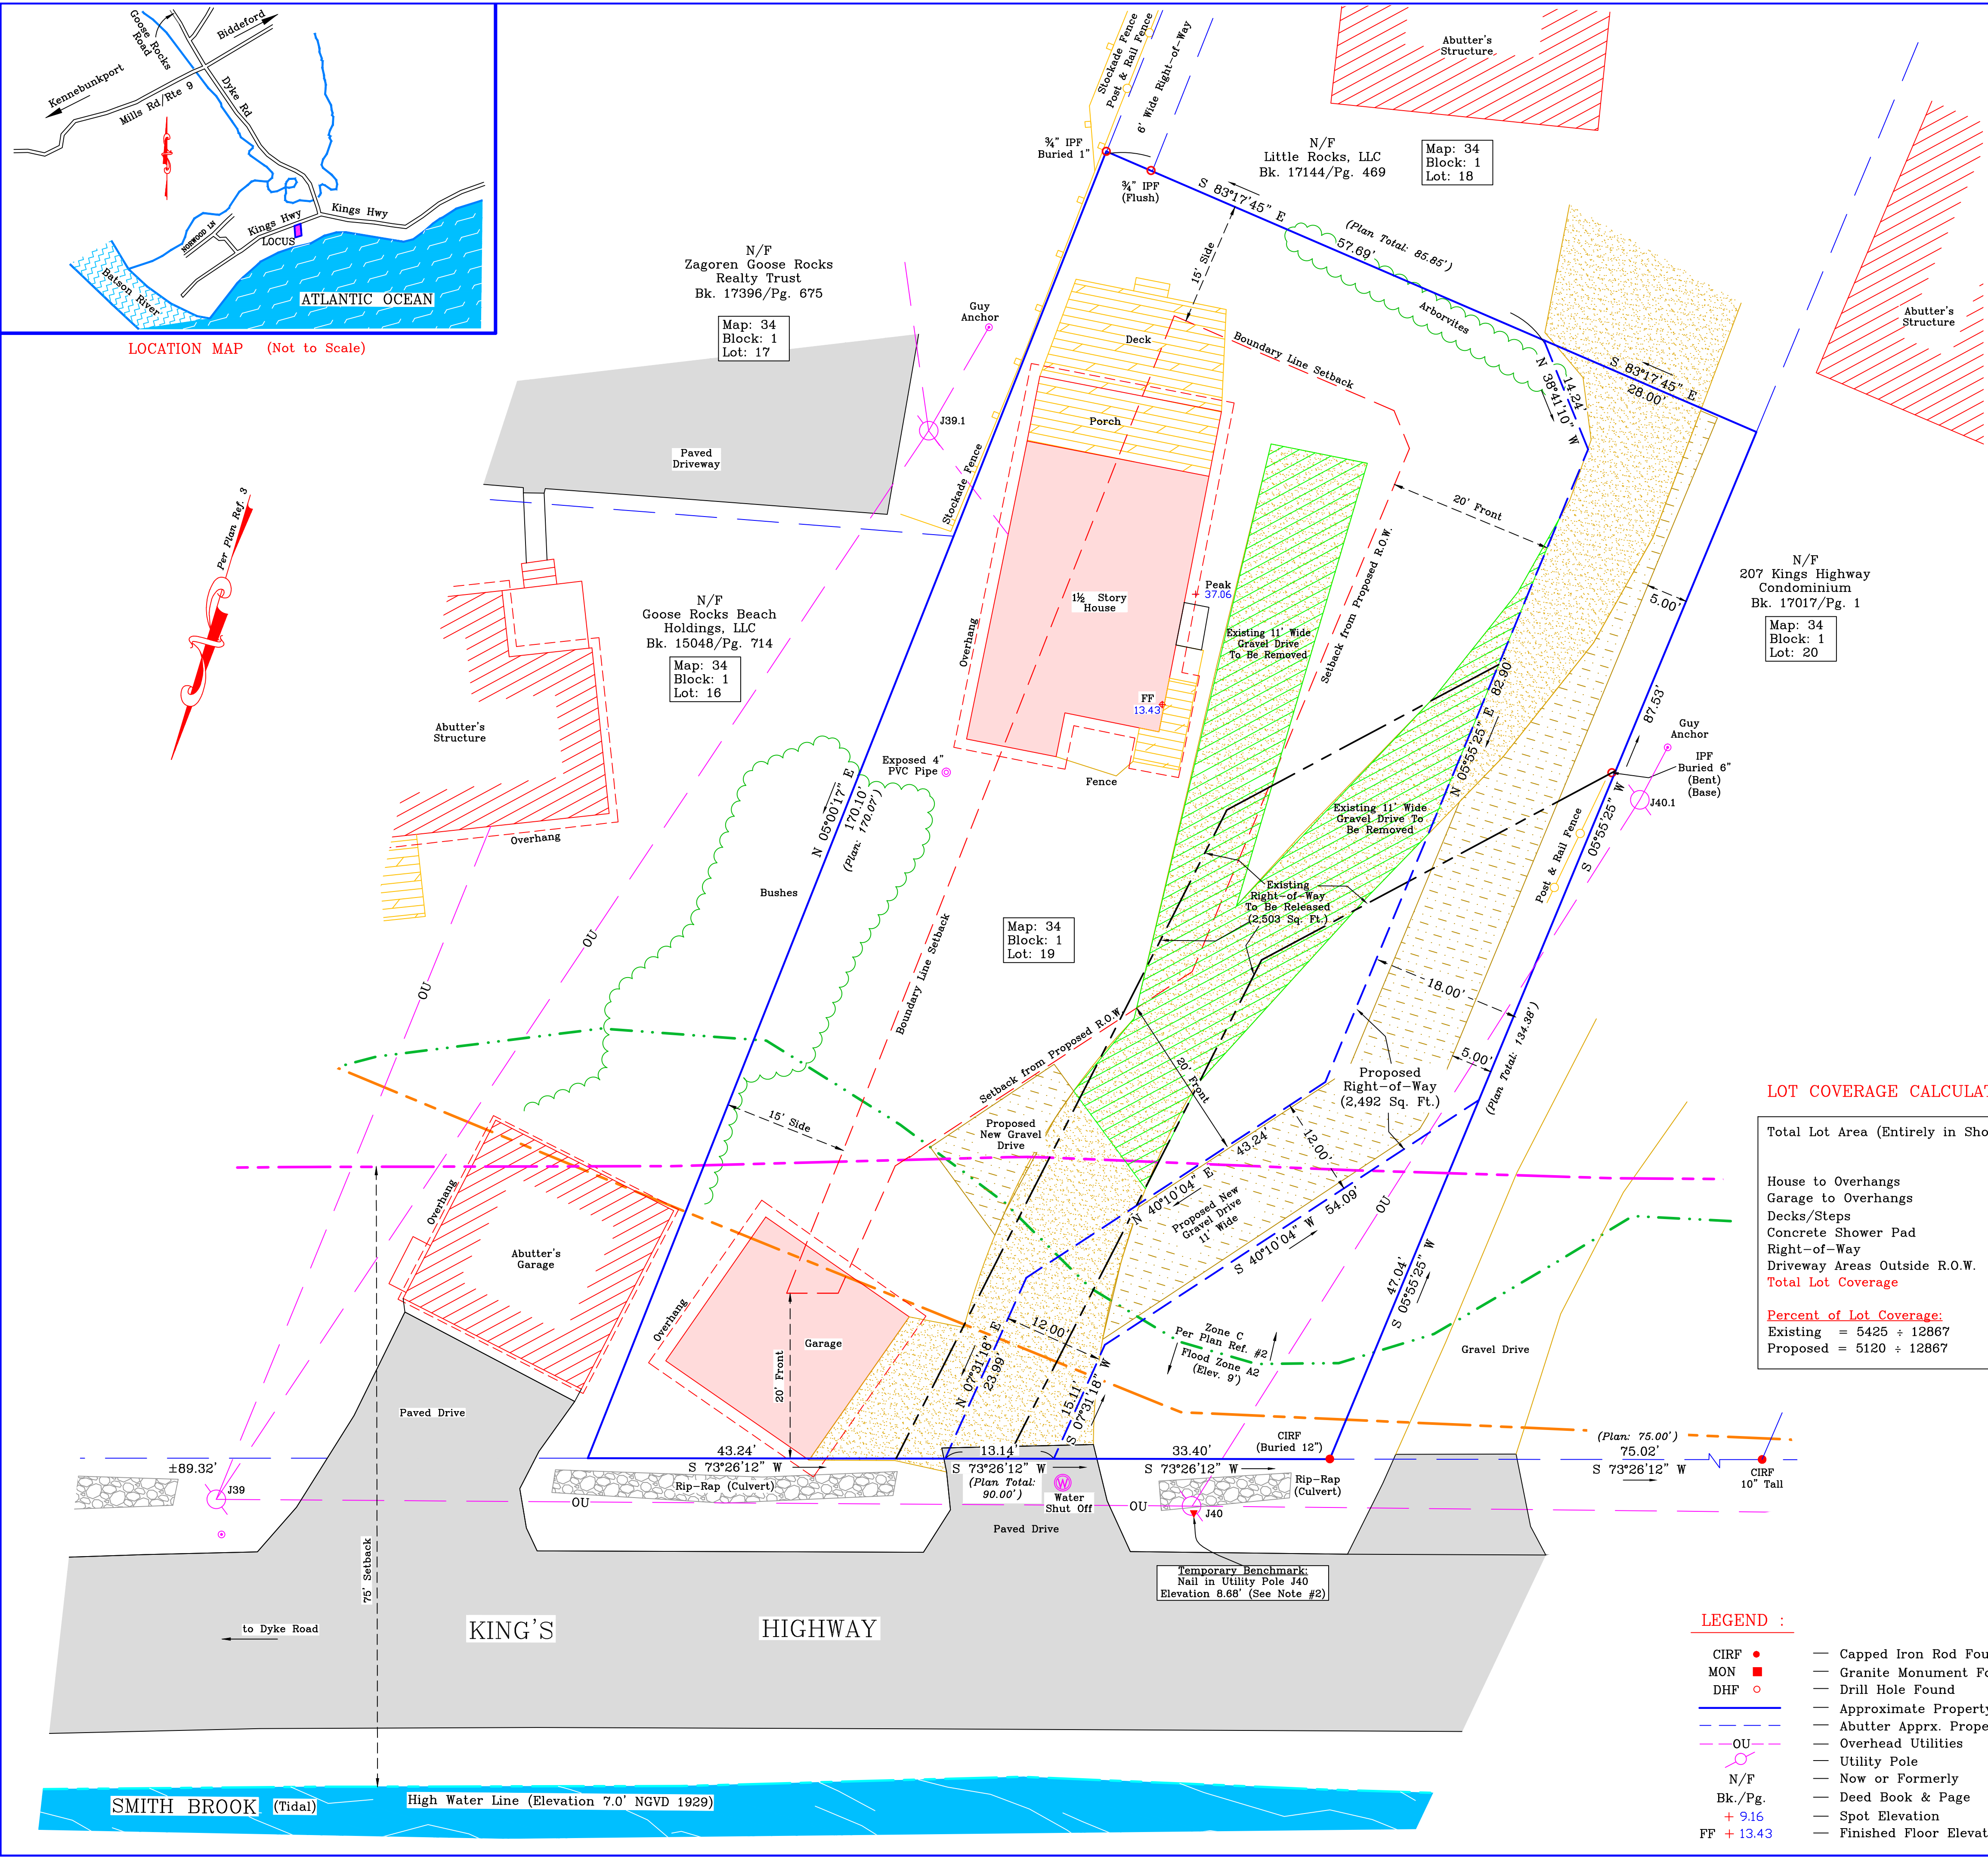 Goose Rocks
Road
Biddeford
Kennebunkport
Mills Rd/Rte 9
Dyke Rd
Kings Hwy
Kings Hwy
NORWOOD LN
LOCUS
Batson River
ATLANTIC OCEAN
LOCATION MAP (Not to Scale)
Per Plan Ref. 3
Stockade Fence
Post & Rail Fence
6' Wide Right-of-Way
Abutter's
Structure
¾" IPF
Buried 1"
¾" IPF
(Flush)
N/F
Little Rocks, LLC
Bk. 17144/Pg. 469
Map: 34
Block: 1
Lot: 18
S 83°17'45" E
57.69'
(Plan Total: 85.85')
15' Side
Arborvites
N/F
Zagoren Goose Rocks
Realty Trust
Bk. 17396/Pg. 675
Map: 34
Block: 1
Lot: 17
Guy
Anchor
J39.1
Deck
Boundary Line Setback
Abutter's
Structure
S 83°17'45" E
28.00'
14.24'
N 38°41'10" W
Porch
Paved
Driveway
Stockade Fence
20' Front
Setback from Proposed R.O.W.
N/F
207 Kings Highway
Condominium
Bk. 17017/Pg. 1
Map: 34
Block: 1
Lot: 20
5.00'
N/F
Goose Rocks Beach
Holdings, LLC
Bk. 15048/Pg. 714
Map: 34
Block: 1
Lot: 16
1½ Story
House
Peak
37.06
Overhang
Existing 11' Wide
Gravel Drive
To Be Removed
FF
13.43
Abutter's
Structure
Overhang
Exposed 4"
PVC Pipe
Fence
N 05°55'25" E 82.90'
87.53'
S 05°55'25" W
Guy
Anchor
IPF
Buried 6"
(Bent)
(Base)
J40.1
Post & Rail Fence
N 05°00'17" E
170.10'
(Plan: 170.07')
Existing 11' Wide
Gravel Drive To
Be Removed
Bushes
Existing
Right-of-Way
To Be Released
(2,503 Sq. Ft.)
Map: 34
Block: 1
Lot: 19
Boundary Line Setback
OU
OU
18.00'
(Plan Total: 134.38')
5.00'
Setback from Proposed R.O.W.
20' Front
Proposed
Right-of-Way
(2,492 Sq. Ft.)
15' Side
Proposed
New Gravel
Drive
N 40°10'04" E
43.24'
12.00'
Proposed New
Gravel Drive
11' Wide
S 40°10'04" W 54.09'
OU
47.04'
S 05°55'25" W
Overhang
Abutter's
Garage
Overhang
Garage
20' Front
N 07°31'18" E
23.99'
12.00'
15.11'
S 07°31'18" W
Zone C
Per Plan Ref. #2
Flood Zone A2
(Elev. 9')
Gravel Drive
Paved Drive
±89.32'
J39
43.24'
S 73°26'12" W
Rip-Rap (Culvert)
OU
13.14'
S 73°26'12" W
(Plan Total:
90.00')
Water
Shut Off
W
Paved Drive
33.40'
S 73°26'12" W
OU
CIRF
(Buried 12")
Rip-Rap
(Culvert)
J40
(Plan: 75.00')
75.02'
S 73°26'12" W
CIRF
10" Tall
Temporary Benchmark:
Nail in Utility Pole J40
Elevation 8.68' (See Note #2)
75' Setback
to Dyke Road
KING'S HIGHWAY
SMITH BROOK (Tidal)
High Water Line (Elevation 7.0' NGVD 1929)
LOT COVERAGE CALCULAT
Total Lot Area (Entirely in Sho
House to Overhangs
Garage to Overhangs
Decks/Steps
Concrete Shower Pad
Right-of-Way
Driveway Areas Outside R.O.W.
Total Lot Coverage
Percent of Lot Coverage:
Existing = 5425 ÷ 12867
Proposed = 5120 ÷ 12867
LEGEND :
CIRF — Capped Iron Rod Fou
MON — Granite Monument Fo
DHF — Drill Hole Found
— Approximate Property
— Abutter Apprx. Prope
OU — Overhead Utilities
— Utility Pole
N/F — Now or Formerly
Bk./Pg. — Deed Book & Page
+ 9.16 — Spot Elevation
FF + 13.43 — Finished Floor Elevat